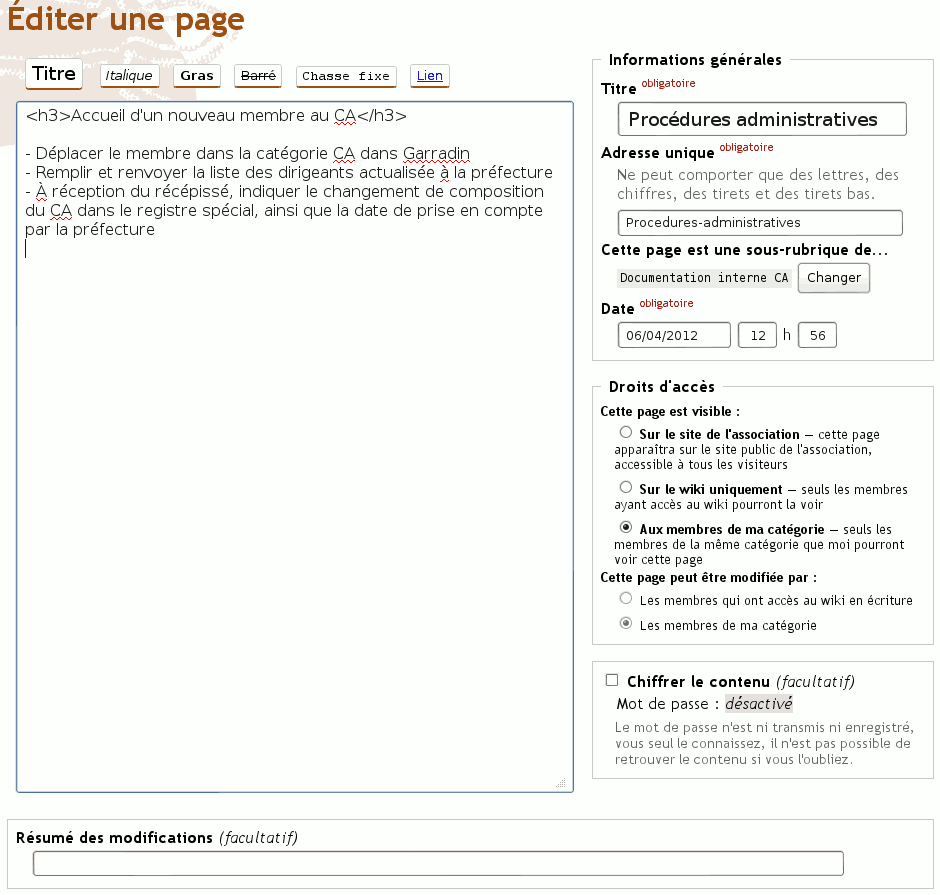 Éditer une page
Titre Italique Gras Barré Chasse fixe Lien
<h3>Accueil d'un nouveau membre au CA</h3>
- Déplacer le membre dans la catégorie CA dans Garradin
- Remplir et renvoyer la liste des dirigeants actualisée à la préfecture
- À réception du récépissé, indiquer le changement de composition
du CA dans le registre spécial, ainsi que la date de prise en compte
par la préfecture
Informations générales
Titre obligatoire
Procédures administratives
Adresse unique obligatoire
Ne peut comporter que des lettres, des
chiffres, des tirets et des tirets bas.
Procedures-administratives
Cette page est une sous-rubrique de...
Documentation interne CA Changer
Date obligatoire
06/04/2012 12 h 56
Droits d'accès
Cette page est visible :
Sur le site de l'association — cette page
apparaîtra sur le site public de l'association,
accessible à tous les visiteurs
Sur le wiki uniquement — seuls les membres
ayant accès au wiki pourront la voir
Aux membres de ma catégorie — seuls les
membres de la même catégorie que moi pourront
voir cette page
Cette page peut être modifiée par :
Les membres qui ont accès au wiki en écriture
Les membres de ma catégorie
Chiffrer le contenu (facultatif)
Mot de passe : désactivé
Le mot de passe n'est ni transmis ni enregistré,
vous seul le connaissez, il n'est pas possible de
retrouver le contenu si vous l'oubliez.
Résumé des modifications (facultatif)